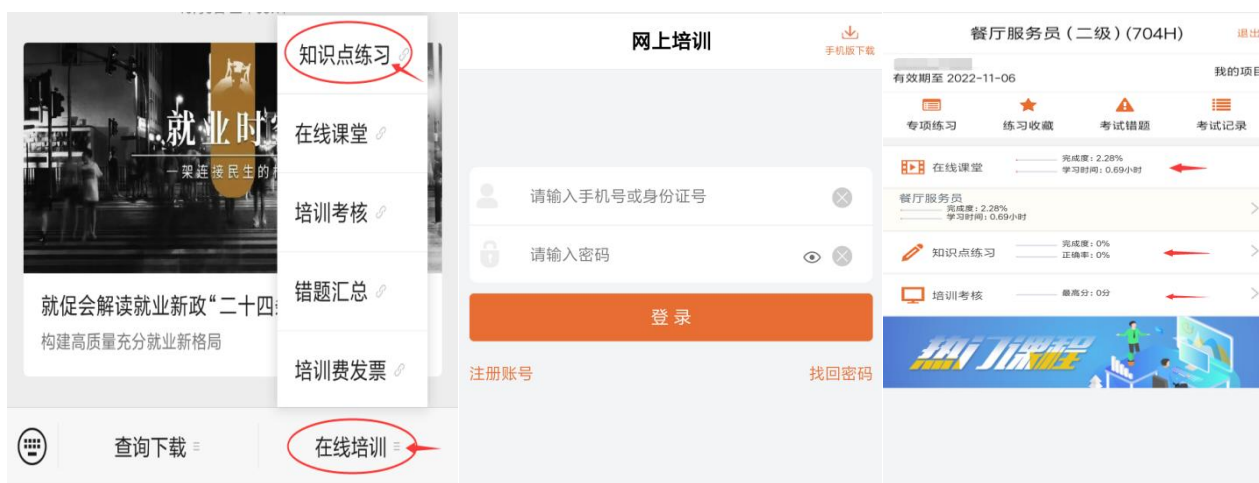 知识点练习
在线课堂
培训考核
错题汇总
培训费发票
就业时
一架连接民生的
就促会解读就业新政“二十四
构建高质量充分就业新格局
查询下载
在线培训
网上培训
手机版下载
请输入手机号或身份证号
请输入密码
登录
注册账号
找回密码
餐厅服务员（二级）(704H)
退出
有效期至 2022-11-06
我的项目
专项练习
练习收藏
考试错题
考试记录
在线课堂
完成度：2.28%
学习时间：0.69小时
餐厅服务员
完成度：2.28%
学习时间：0.69小时
知识点练习
完成度：0%
正确率：0%
培训考核
最高分：0分
热门课程